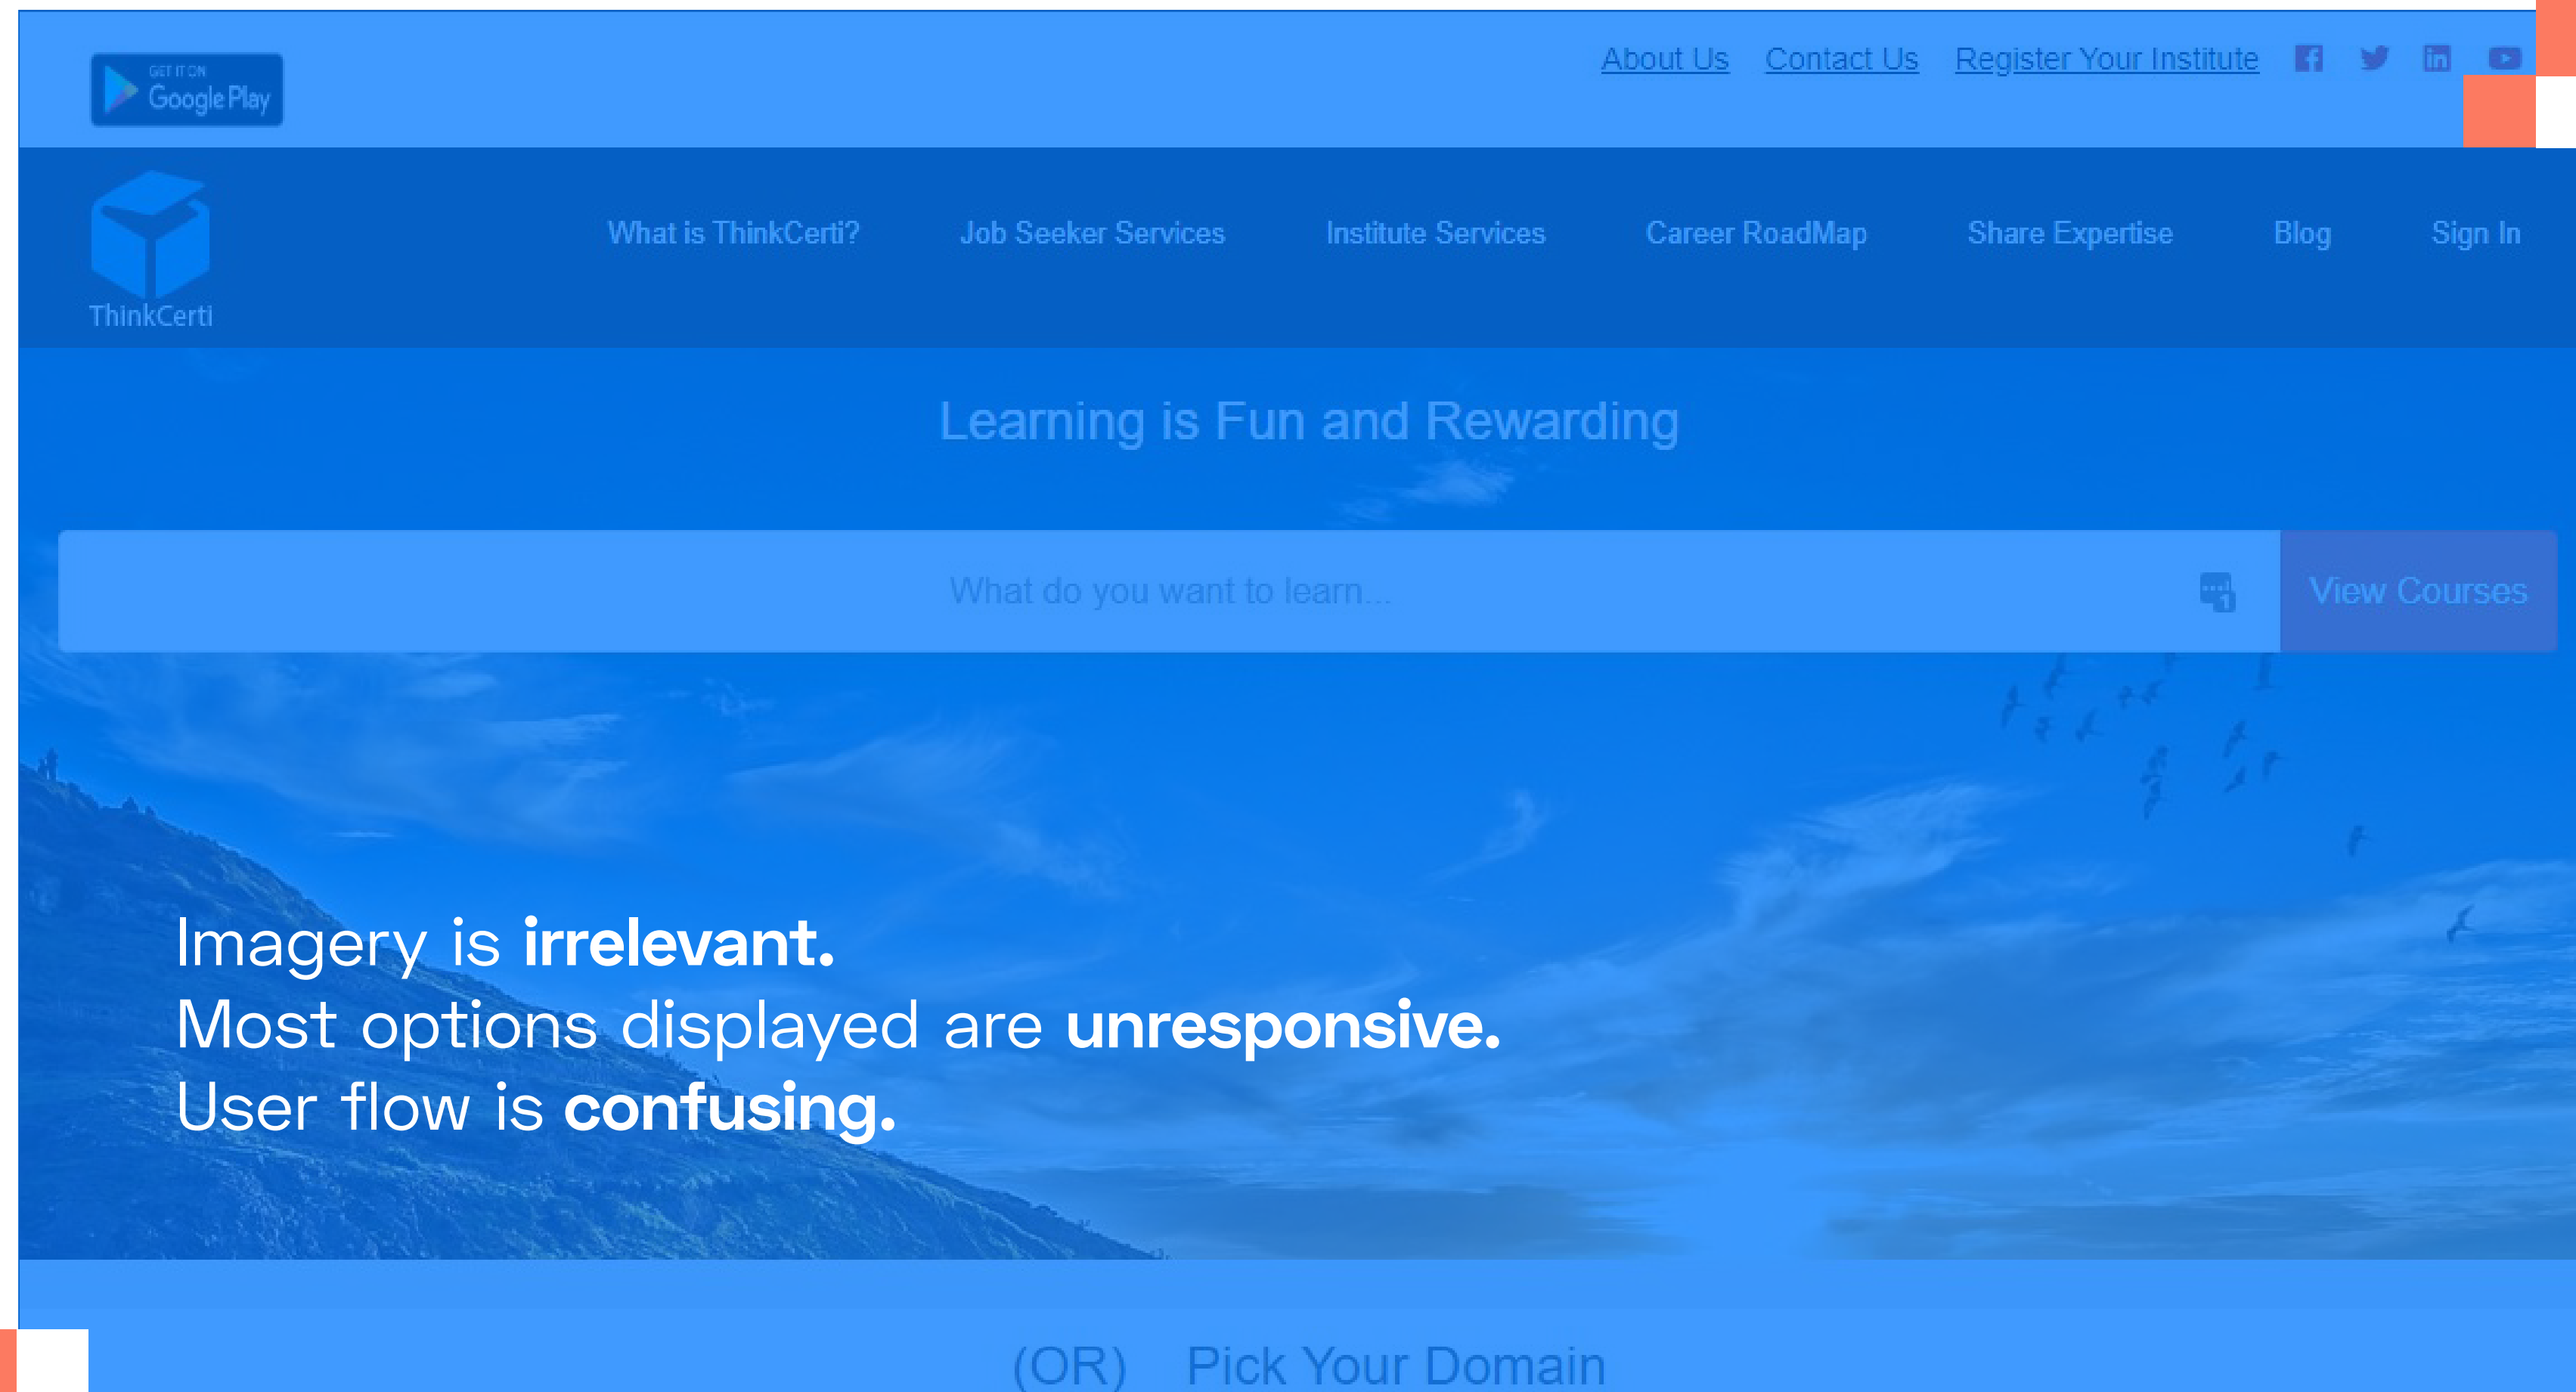 GET IT ON
Google Play
About Us Contact Us Register Your Institute
ThinkCerti
What is ThinkCerti? Job Seeker Services Institute Services Career RoadMap Share Expertise Blog Sign In
Learning is Fun and Rewarding
What do you want to learn... 1 View Courses
Imagery is irrelevant.
Most options displayed are unresponsive.
User flow is confusing.
(OR) Pick Your Domain